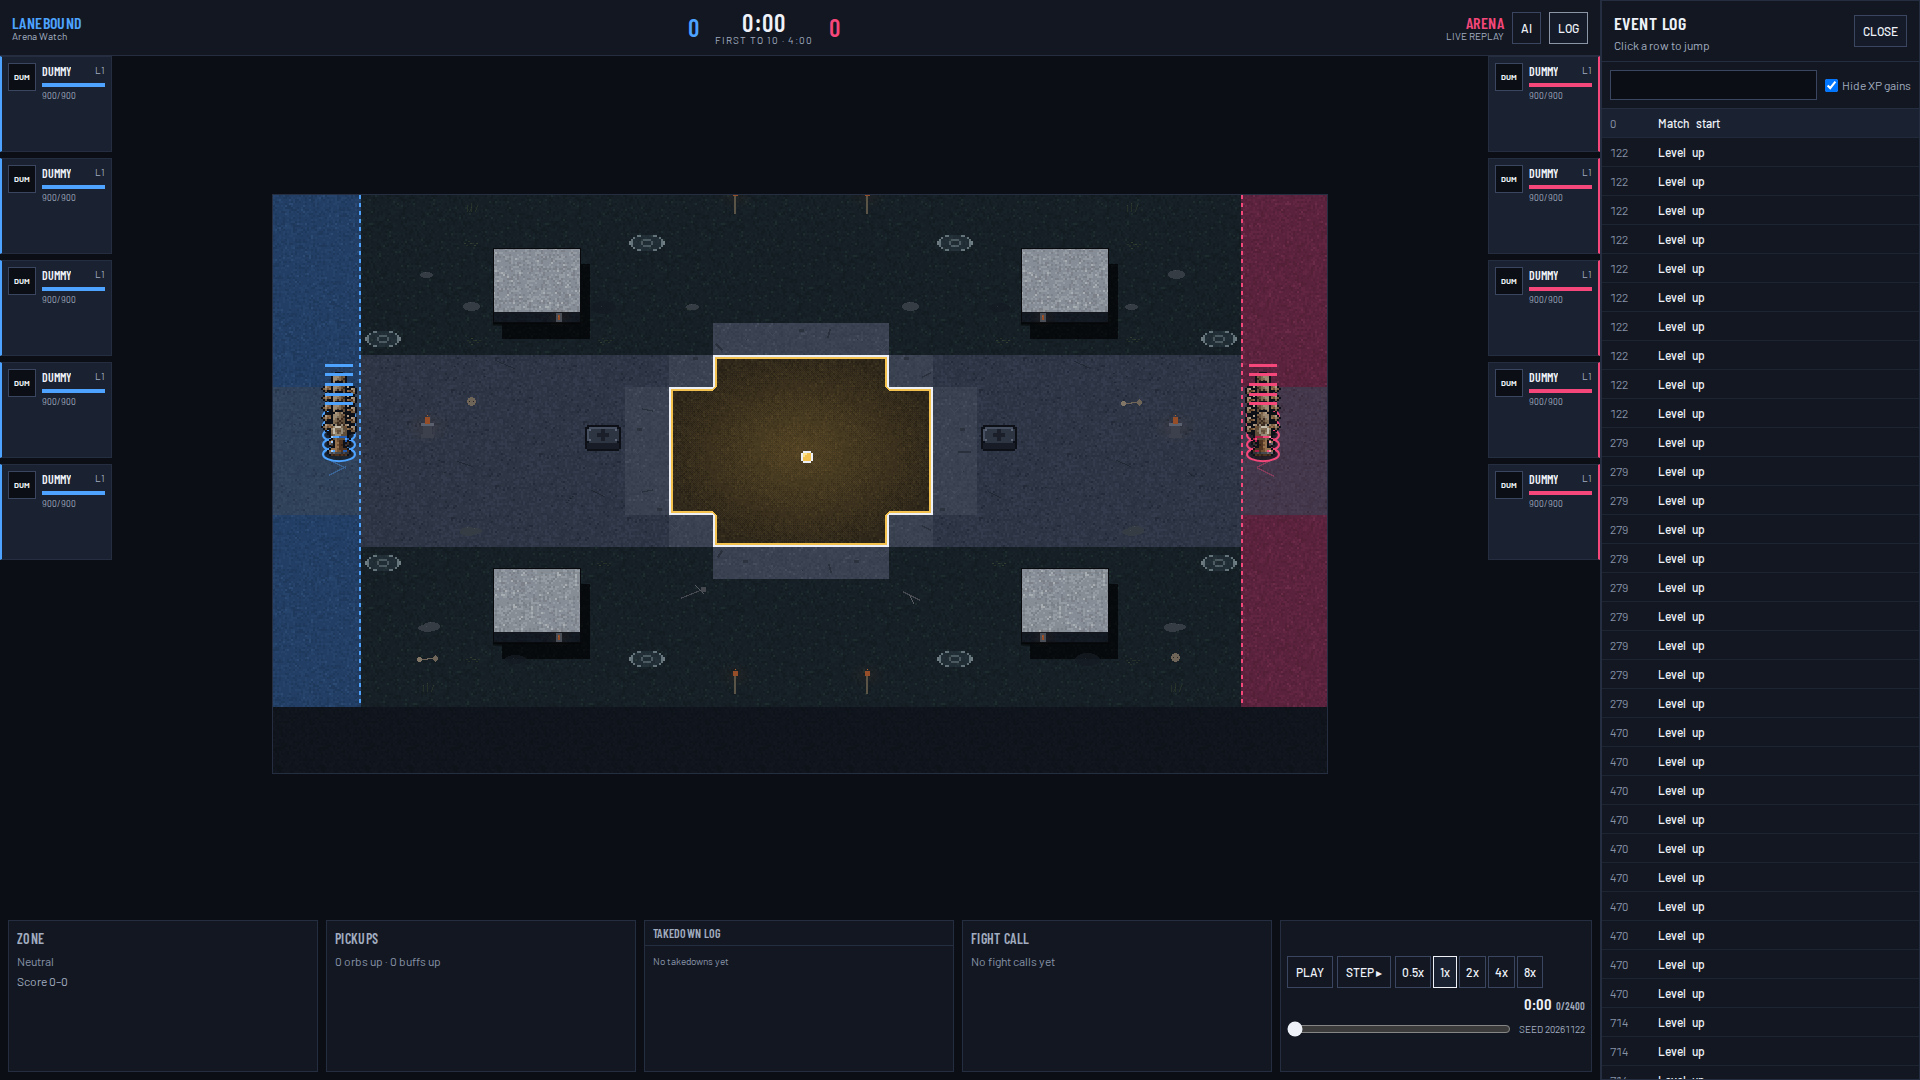 LANEBOUND
Arena Watch
0
0:00
0
FIRST TO 10 · 4:00
ARENA
LIVE REPLAY
AI
LOG
EVENT LOG
Click a row to jump
CLOSE
Hide XP gains
DUM DUMMY L1
900/900
DUM DUMMY L1
900/900
DUM DUMMY L1
900/900
DUM DUMMY L1
900/900
DUM DUMMY L1
900/900
DUM DUMMY L1
900/900
DUM DUMMY L1
900/900
DUM DUMMY L1
900/900
DUM DUMMY L1
900/900
DUM DUMMY L1
900/900
0 Match start
122 Level up
122 Level up
122 Level up
122 Level up
122 Level up
122 Level up
122 Level up
122 Level up
122 Level up
122 Level up
279 Level up
279 Level up
279 Level up
279 Level up
279 Level up
279 Level up
279 Level up
279 Level up
279 Level up
279 Level up
470 Level up
470 Level up
470 Level up
470 Level up
470 Level up
470 Level up
470 Level up
470 Level up
470 Level up
470 Level up
714 Level up
714 Level up
714 Level up
ZONE
Neutral
Score 0-0
PICKUPS
0 orbs up · 0 buffs up
TAKEDOWN LOG
No takedowns yet
FIGHT CALL
No fight calls yet
PLAY
STEP ▸
0.5x
1x
2x
4x
8x
0:00 0/2400
SEED 20261122